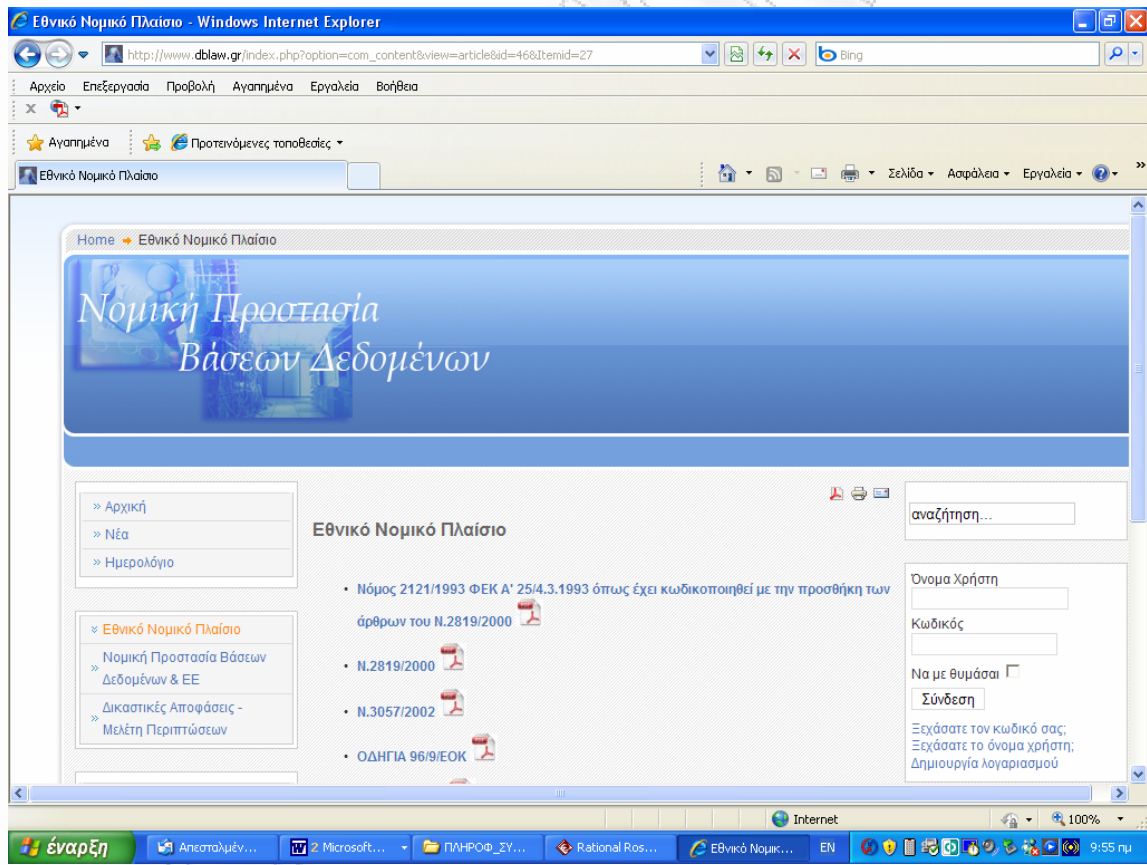 Εθνικό Νομικό Πλαίσιο - Windows Internet Explorer
http://www.dblaw.gr/index.php?option=com_content&view=article&id=46&Itemid=27
Bing
Αρχείο Επεξεργασία Προβολή Αγαπημένα Εργαλεία Βοήθεια
x
Αγαπημένα Προτεινόμενες τοποθεσίες
Εθνικό Νομικό Πλαίσιο
Σελίδα Ασφάλεια Εργαλεία »
Home Εθνικό Νομικό Πλαίσιο
Νομική Προστασία
Βάσεων Δεδομένων
» Αρχική
» Νέα
» Ημερολόγιο
Εθνικό Νομικό Πλαίσιο
» Νομική Προστασία Βάσεων
Δεδομένων & ΕΕ
» Δικαστικές Αποφάσεις -
Μελέτη Περιπτώσεων
Εθνικό Νομικό Πλαίσιο
• Νόμος 2121/1993 ΦΕΚ Α' 25/4.3.1993 όπως έχει κωδικοποιηθεί με την προσθήκη των
άρθρων του Ν.2819/2000
• Ν.2819/2000
• Ν.3057/2002
• ΟΔΗΓΙΑ 96/9/ΕΟΚ
αναζήτηση...
Όνομα Χρήστη
Κωδικός
Να με θυμάσαι
Σύνδεση
Ξεχάσατε τον κωδικό σας;
Ξεχάσατε το όνομα χρήστη;
Δημιουργία λογαριασμού
Internet 100%
έναρξη Απεσταλμέν... 2 Microsoft... ΠΛΗΡΟΦ_ΣΥ... Rational Ros... Εθνικό Νομικ... EN 9:55 πμ